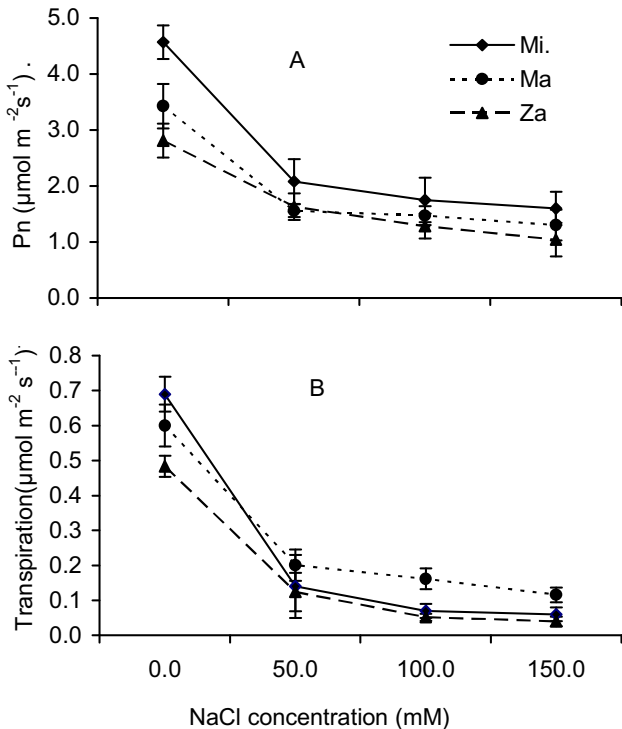 5.0
4.0
3.0
2.0
1.0
0.0
Pn (µmol m⁻²s⁻¹) .
A
Mi.
Ma
Za
0.8
0.7
0.6
0.5
0.4
0.3
0.2
0.1
0.0
Transpiration(µmol m⁻² s⁻⁻¹).
B
0.0 50.0 100.0 150.0
NaCl concentration (mM)